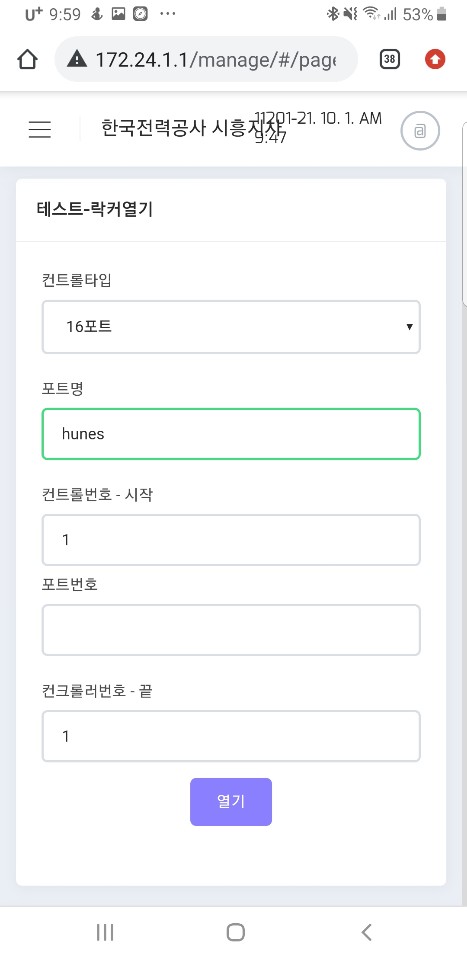 U+ 9:59 ... 53%
172.24.1.1/manage/#/page 38
한국전력공사 시흥지사 11201-21. 10. 1. AM
9:47
테스트-락커열기
컨트롤타입
16포트
포트명
hunes
컨트롤번호 - 시작
1
포트번호
컨크롤러번호 - 끝
1
열기